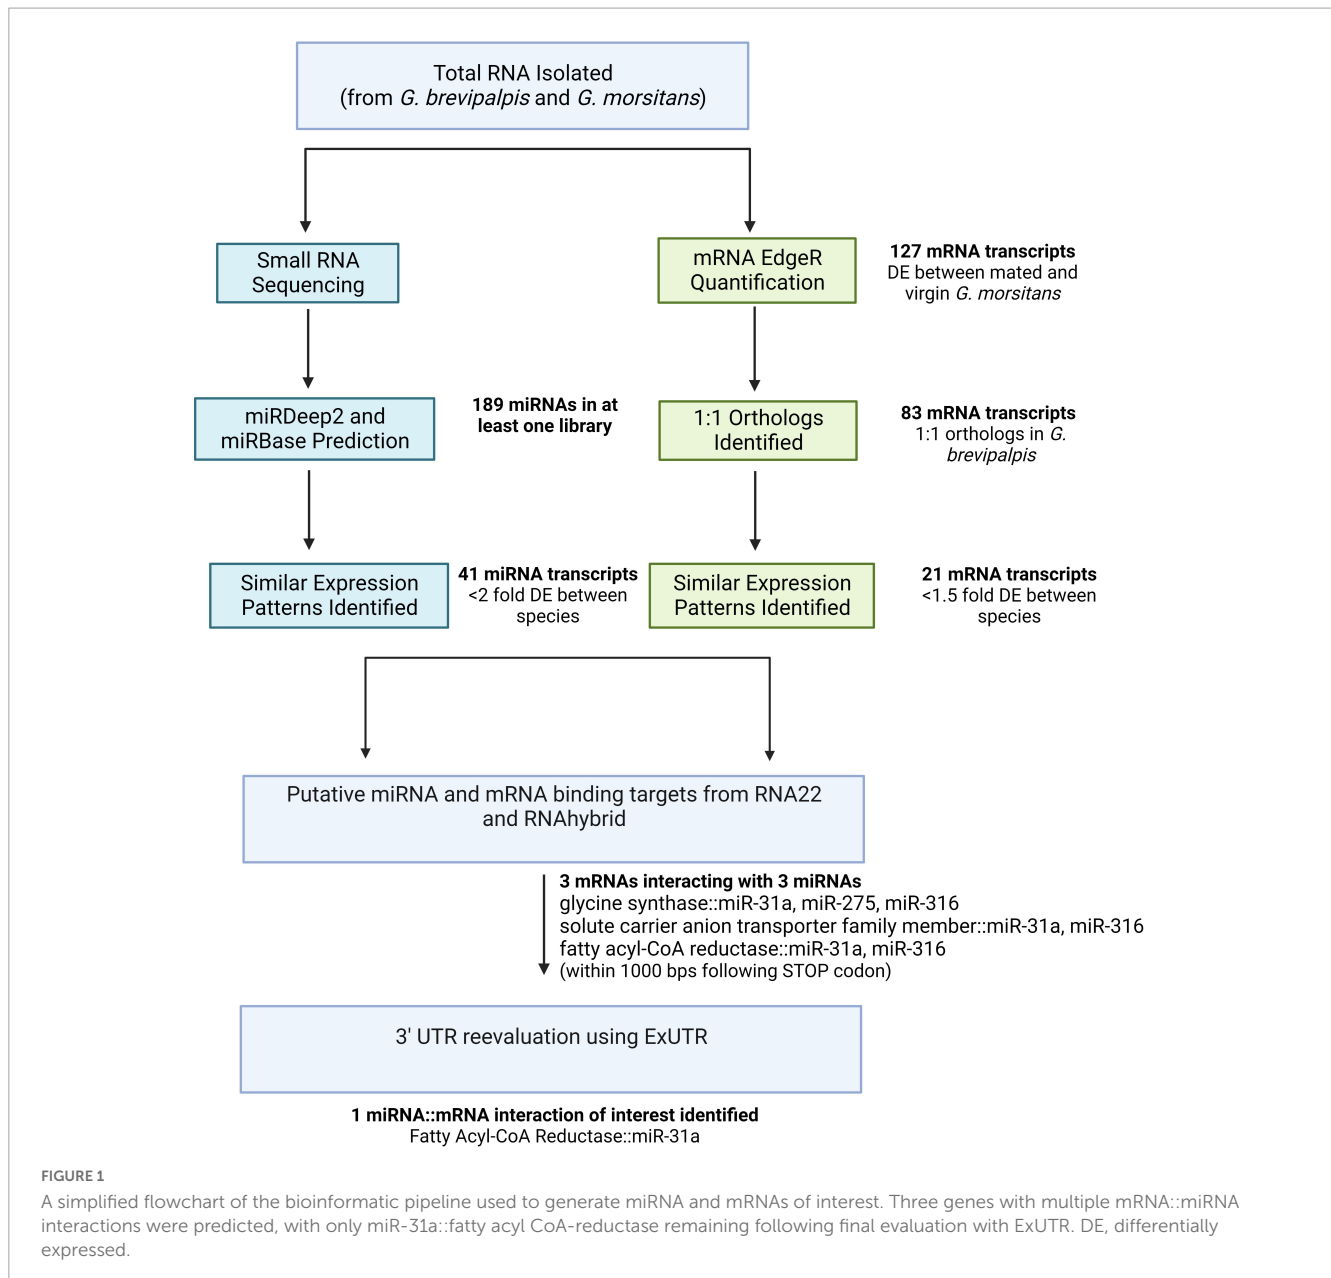 Total RNA Isolated
(from G. brevipalpis and G. morsitans)
Small RNA
Sequencing
mRNA EdgeR
Quantification
127 mRNA transcripts
DE between mated and
virgin G. morsitans
miRDeep2 and
miRBase Prediction
189 miRNAs in at
least one library
1:1 Orthologs
Identified
83 mRNA transcripts
1:1 orthologs in G.
brevipalpis
Similar Expression
Patterns Identified
41 miRNA transcripts
<2 fold DE between
species
Similar Expression
Patterns Identified
21 mRNA transcripts
<1.5 fold DE between
species
Putative miRNA and mRNA binding targets from RNA22
and RNAhybrid
3 mRNAs interacting with 3 miRNAs
glycine synthase::miR-31a, miR-275, miR-316
solute carrier anion transporter family member::miR-31a, miR-316
fatty acyl-CoA reductase::miR-31a, miR-316
(within 1000 bps following STOP codon)
3' UTR reevaluation using ExUTR
1 miRNA::mRNA interaction of interest identified
Fatty Acyl-CoA Reductase::miR-31a
FIGURE 1
A simplified flowchart of the bioinformatic pipeline used to generate miRNA and mRNAs of interest. Three genes with multiple mRNA::miRNA
interactions were predicted, with only miR-31a::fatty acyl CoA-reductase remaining following final evaluation with ExUTR. DE, differentially
expressed.